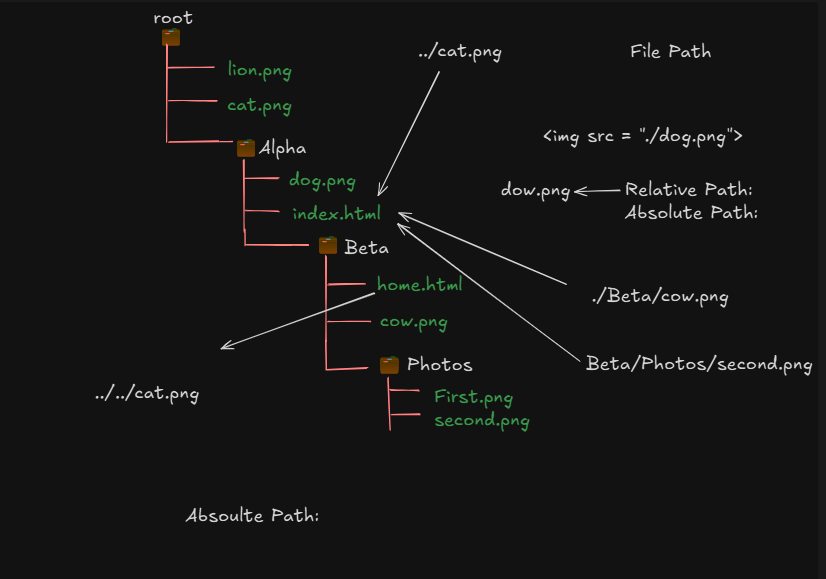 root
../cat.png
File Path
lion.png
cat.png
<img src = "./dog.png">
Alpha
dog.png
dow.png
Relative Path:
index.html
Absolute Path:
Beta
home.html
./Beta/cow.png
cow.png
Photos
Beta/Photos/second.png
../../cat.png
First.png
second.png
Absoulte Path: